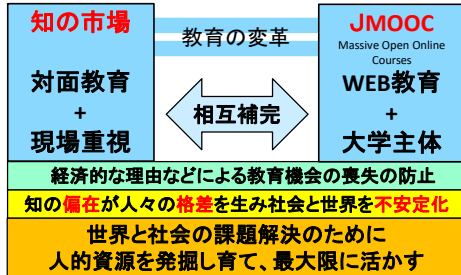 知の市場
対面教育
+
現場重視
教育の変革
相互補完
JMOOC
Massive Open Online
Courses
WEB教育
+
大学主体
経済的な理由などによる教育機会の喪失の防止
知の偏在が人々の格差を生み社会と世界を不安定化
世界と社会の課題解決のために
人的資源を発掘し育て、最大限に活かす